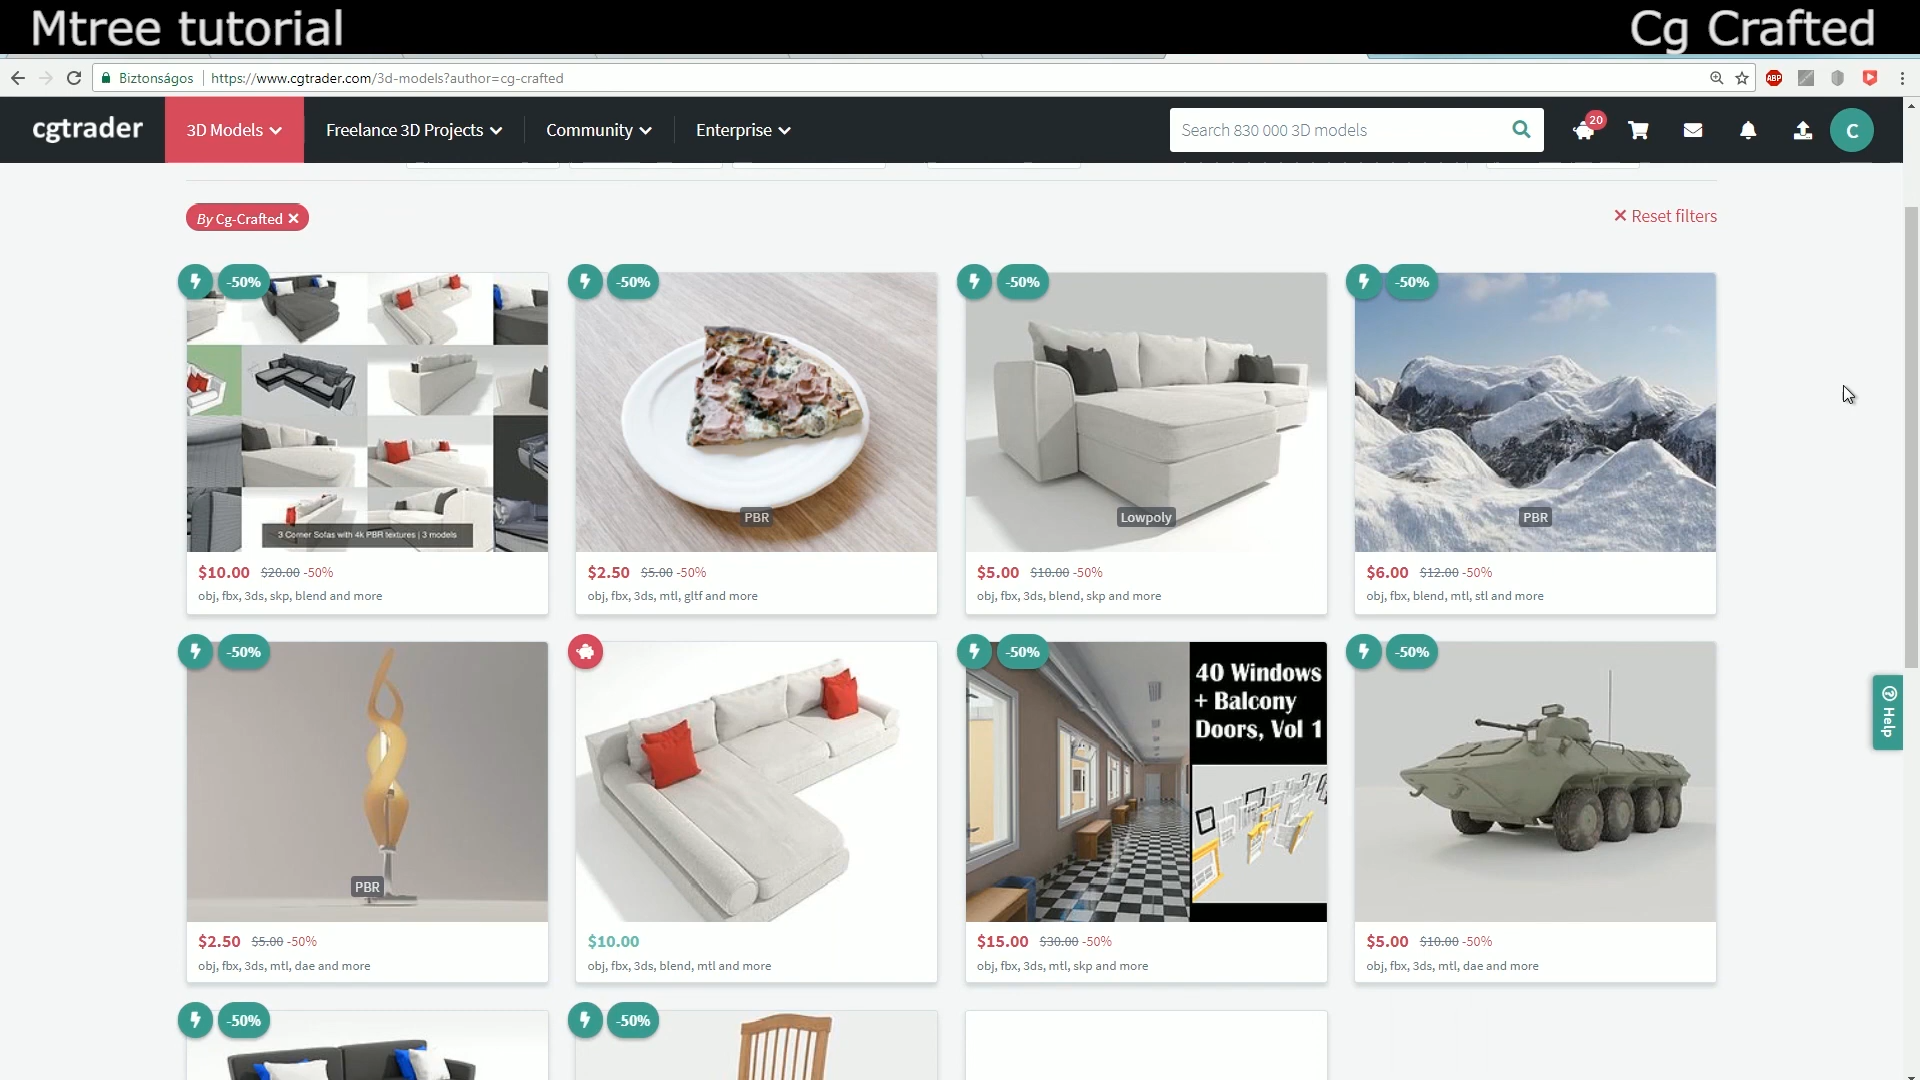 Mtree tutorial
Cg Crafted
Biztonságos
https://www.cgtrader.com/3d-models?author=cg-crafted
ABP
cgtrader
3D Models
Freelance 3D Projects
Community
Enterprise
Search 830 000 3D models
20
C
By Cg-Crafted
Reset filters
-50%
-50%
-50%
-50%
3 Corner Sofas with 4k PBR textures | 3 models
PBR
Lowpoly
PBR
$10.00 $20.00 -50%
obj, fbx, 3ds, skp, blend and more
$2.50 $5.00 -50%
obj, fbx, 3ds, mtl, gltf and more
$5.00 $10.00 -50%
obj, fbx, 3ds, blend, skp and more
$6.00 $12.00 -50%
obj, fbx, blend, mtl, stl and more
-50%
-50%
-50%
40 Windows
+ Balcony
Doors, Vol 1
Help
PBR
$2.50 $5.00 -50%
obj, fbx, 3ds, mtl, dae and more
$10.00
obj, fbx, 3ds, blend, mtl and more
$15.00 $30.00 -50%
obj, fbx, 3ds, mtl, skp and more
$5.00 $10.00 -50%
obj, fbx, 3ds, mtl, dae and more
-50%
-50%